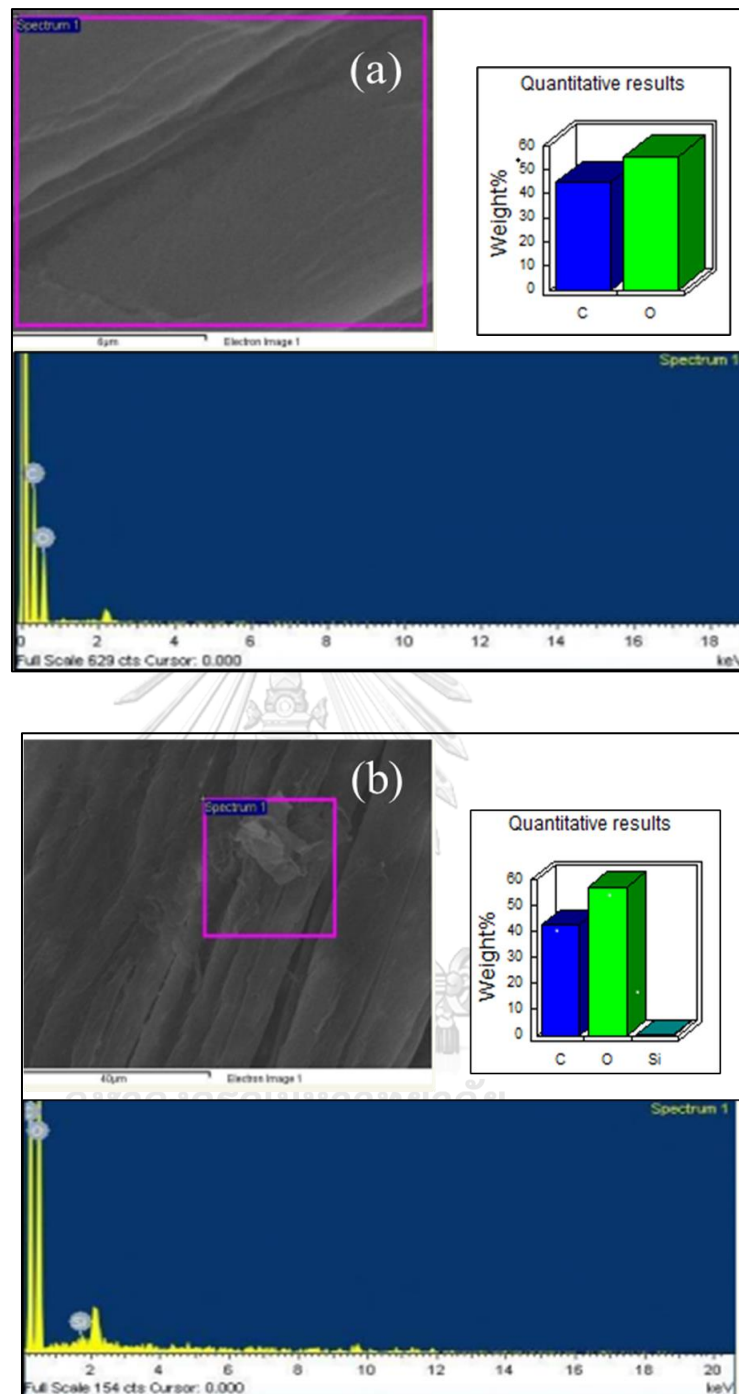 Spectrum 1
(a)
6µm Electron Image 1
Quantitative results
Weight%
60
50
40
30
20
10
0
C O
Spectrum 1
C
O
0 2 4 6 8 10 12 14 16 18
Full Scale 629 cts Cursor: 0.000 keV
Spectrum 1
(b)
40µm Electron Image 1
Quantitative results
Weight%
60
50
40
30
20
10
0
C O Si
Spectrum 1
O
Si
2 4 6 8 10 12 14 16 18 20
Full Scale 154 cts Cursor: 0.000 keV